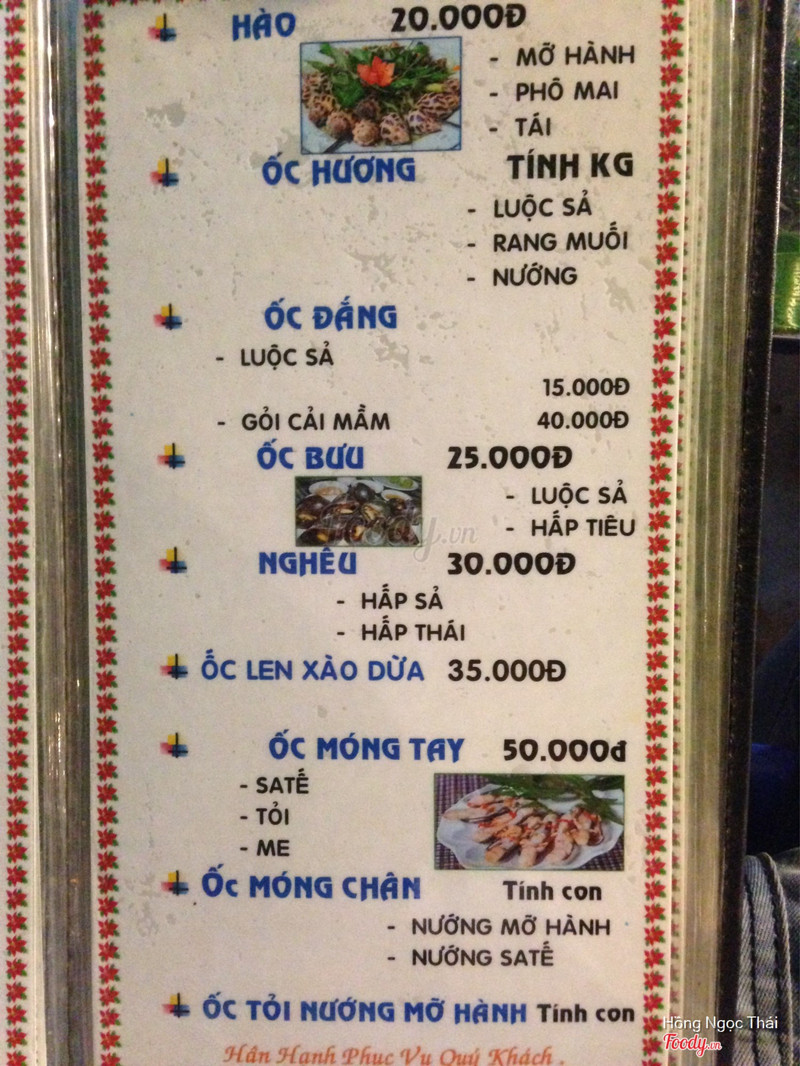 HÀO 20.000Đ
- MỠ HÀNH
- PHÔ MAI
- TÁI
ỐC HƯƠNG TÍNH KG
- LUỘC SẢ
- RANG MUỐI
- NƯỚNG
ỐC ĐẮNG
- LUỘC SẢ
15.000Đ
- GỎI CẢI MẦM 40.000Đ
ỐC BƯU 25.000Đ
- LUỘC SẢ
- HẤP TIÊU
Foody.vn
NGHÊU 30.000Đ
- HẤP SẢ
- HẤP THÁI
ỐC LEN XÀO DỪA 35.000Đ
ỐC MÓNG TAY 50.000đ
- SATẾ
- TỎI
- ME
Ốc MÓNG CHÂN Tính con
- NƯỚNG MỠ HÀNH
- NƯỚNG SATẾ
ỐC TỎI NƯỚNG MỠ HÀNH Tính con
Hồng Ngọc Thái
Foody.vn
Hân Hạnh Phục Vụ Quý Khách .